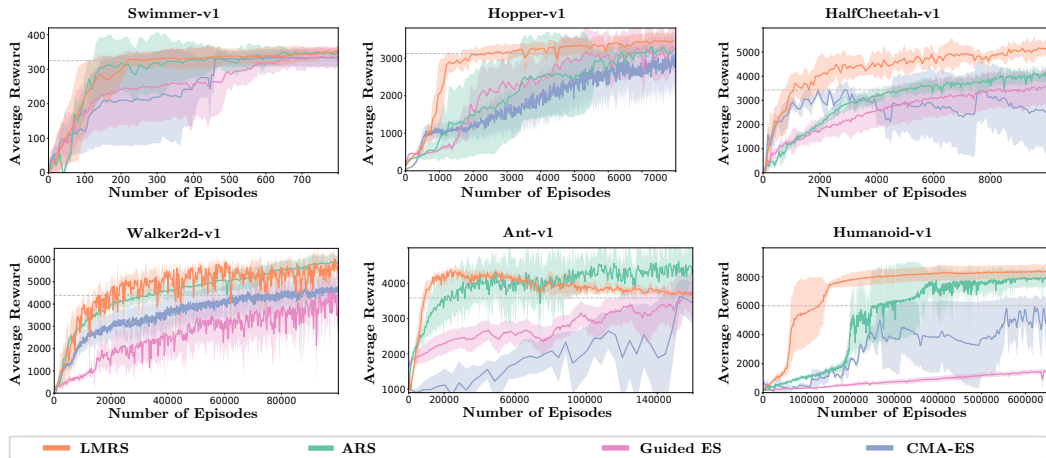 Swimmer-v1 Hopper-v1 HalfCheetah-v1
Average Reward
400
300
200
100
0
0 100 200 300 400 500 600 700
Number of Episodes
Average Reward
3000
2000
1000
0
0 1000 2000 3000 4000 5000 6000 7000
Number of Episodes
Average Reward
5000
4000
3000
2000
1000
0
0 2000 4000 6000 8000
Number of Episodes
Walker2d-v1 Ant-v1 Humanoid-v1
Average Reward
6000
5000
4000
3000
2000
1000
0
0 20000 40000 60000 80000
Number of Episodes
Average Reward
4000
3000
2000
1000
20000 60000 100000 140000
Number of Episodes
Average Reward
8000
6000
4000
2000
0
0 100000 200000 300000 400000 500000 600000
Number of Episodes
LMRS ARS Guided ES CMA-ES